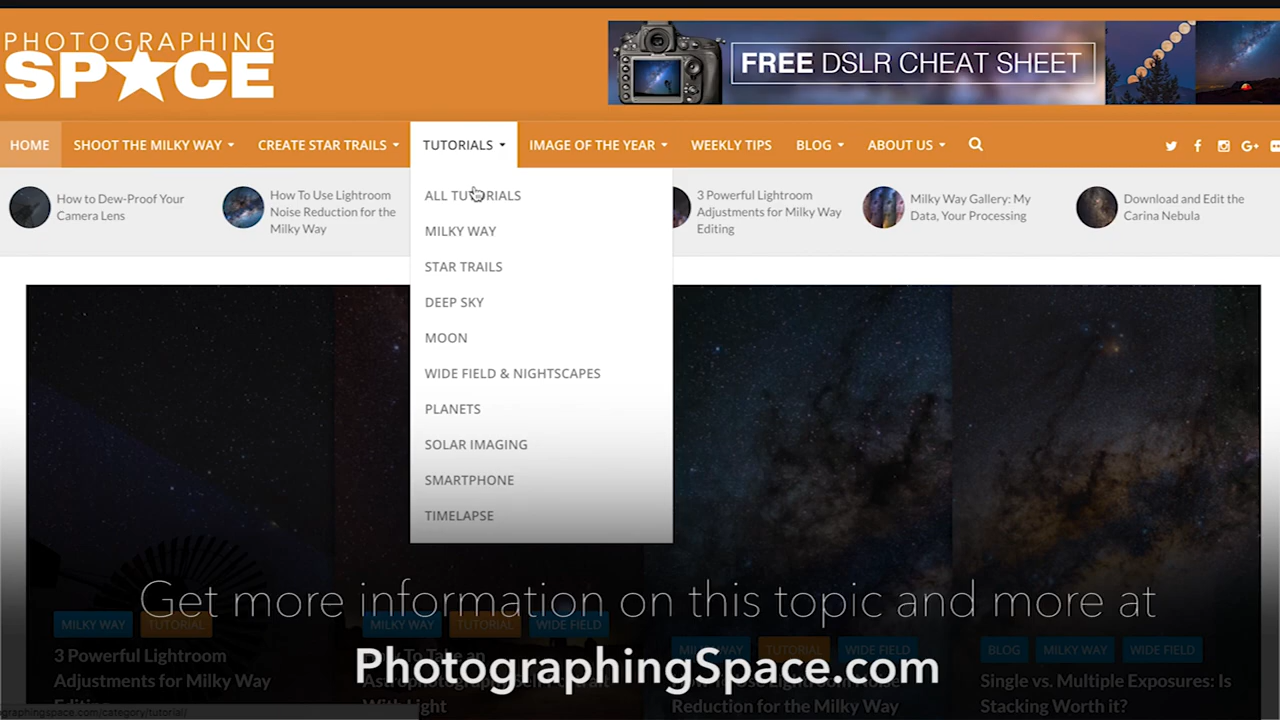 PHOTOGRAPHING
SPACE
FREE DSLR CHEAT SHEET
HOME
SHOOT THE MILKY WAY
CREATE STAR TRAILS
TUTORIALS
IMAGE OF THE YEAR
WEEKLY TIPS
BLOG
ABOUT US
How to Dew-Proof Your
Camera Lens
How To Use Lightroom
Noise Reduction for the
Milky Way
3 Powerful Lightroom
Adjustments for Milky Way
Editing
Milky Way Gallery: My
Data, Your Processing
Download and Edit the
Carina Nebula
ALL TUTORIALS
MILKY WAY
STAR TRAILS
DEEP SKY
MOON
WIDE FIELD & NIGHTSCAPES
PLANETS
SOLAR IMAGING
SMARTPHONE
TIMELAPSE
Get more information on this topic and more at
PhotographingSpace.com
MILKY WAY
TUTORIAL
3 Powerful Lightroom
Adjustments for Milky Way
MILKY WAY
TUTORIAL
WIDE FIELD
With Light
MILKY WAY
TUTORIAL
WIDE FIELD
Reduction for the Milky Way
BLOG
MILKY WAY
WIDE FIELD
Single vs. Multiple Exposures: Is
Stacking Worth it?